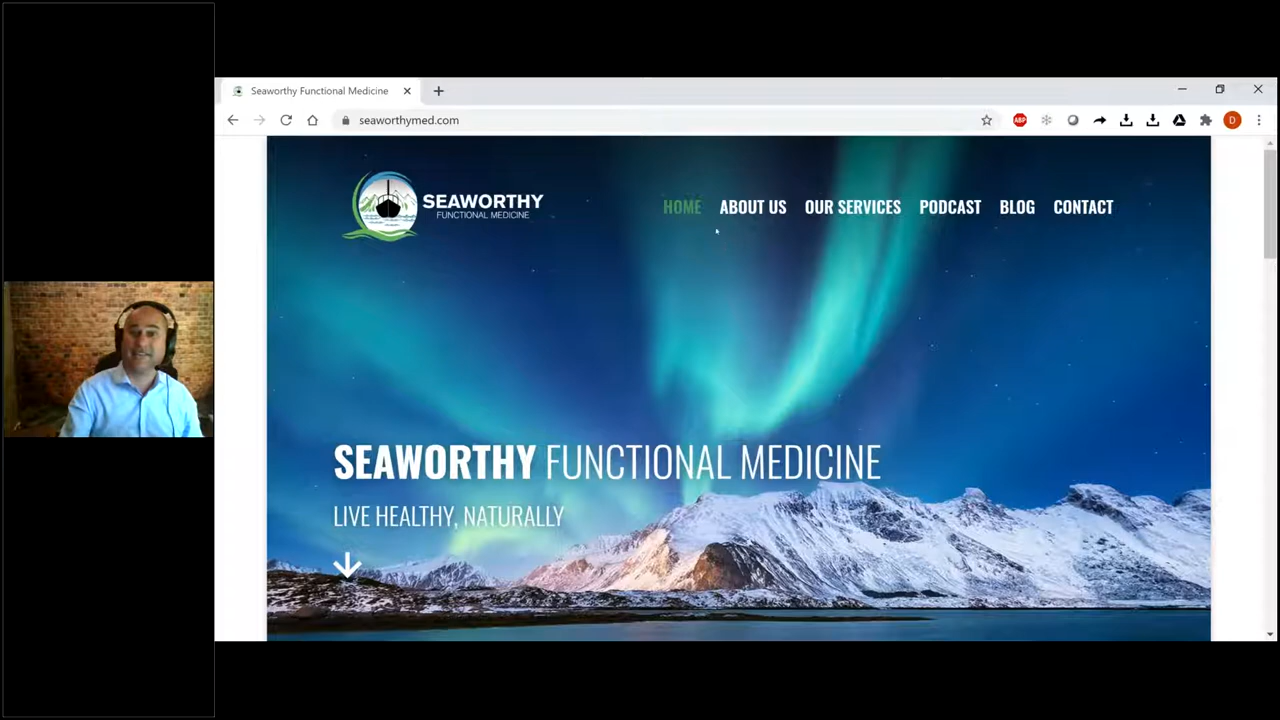 Seaworthy Functional Medicine
seaworthymed.com
ABP
D
SEAWORTHY
FUNCTIONAL MEDICINE
HOME ABOUT US OUR SERVICES PODCAST BLOG CONTACT
SEAWORTHY FUNCTIONAL MEDICINE
LIVE HEALTHY, NATURALLY